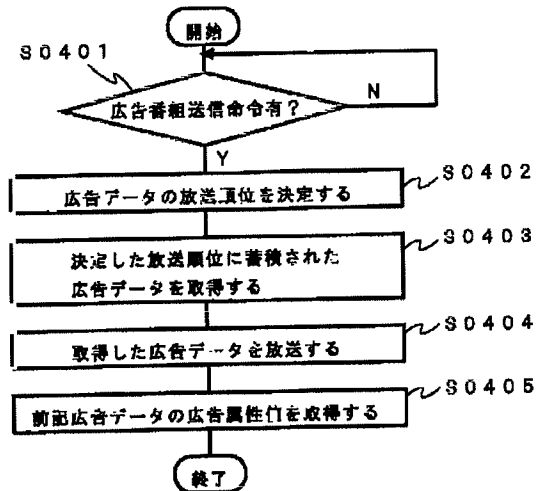 開始
S0401
広告番組送信命令有?
N
Y
広告データの放送順位を決定する
S0402
決定した放送順位に蓄積された
広告データを取得する
S0403
取得した広告データを放送する
S0404
前記広告データの広告属性値を取得する
S0405
終了